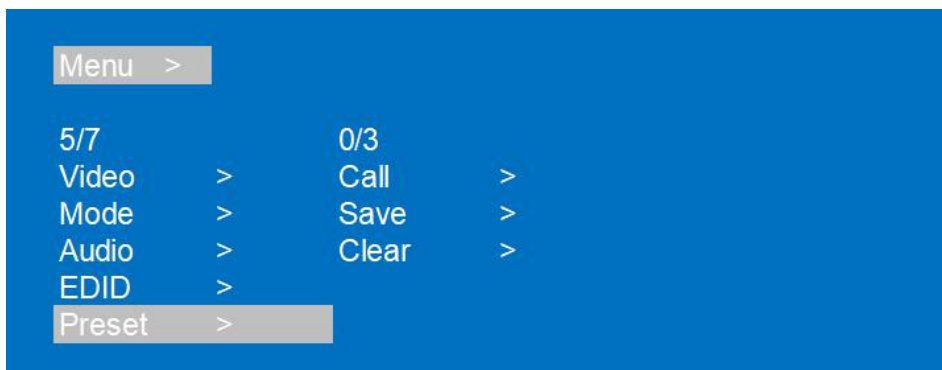 Menu >
5/7 0/3
Video > Call >
Mode > Save >
Audio > Clear >
EDID >
Preset >